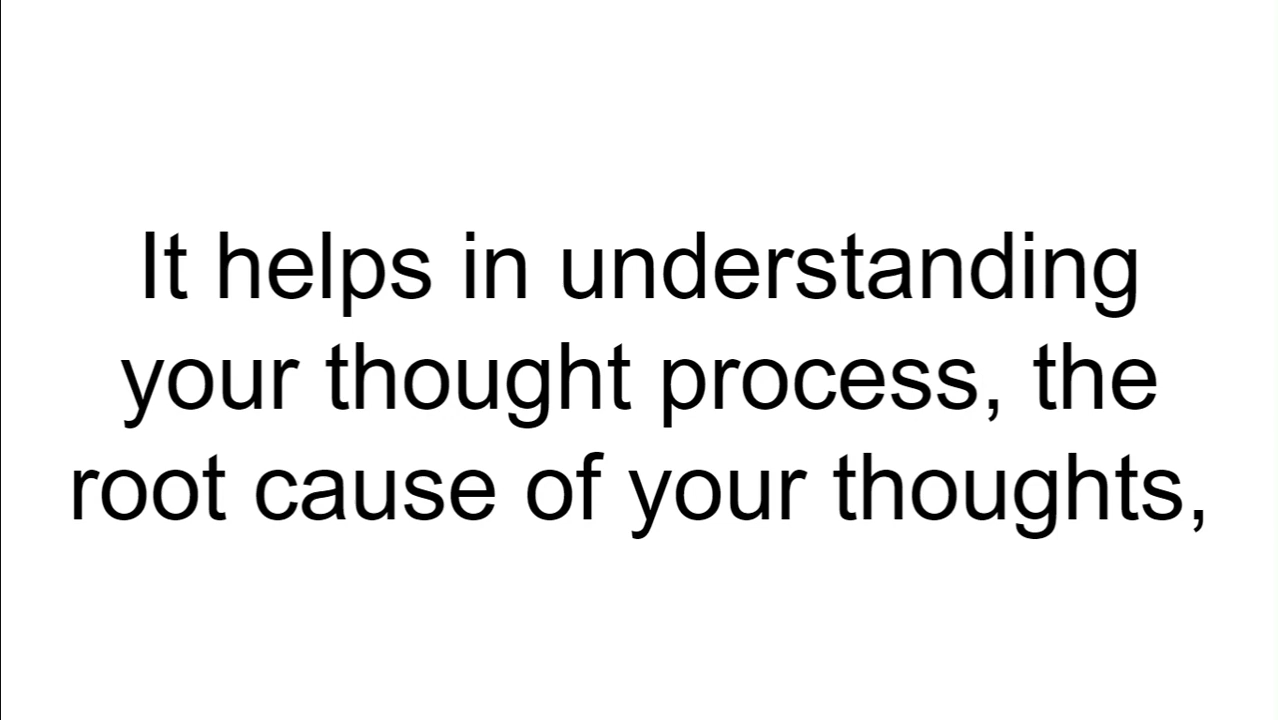 It helps in understanding
your thought process, the
root cause of your thoughts,